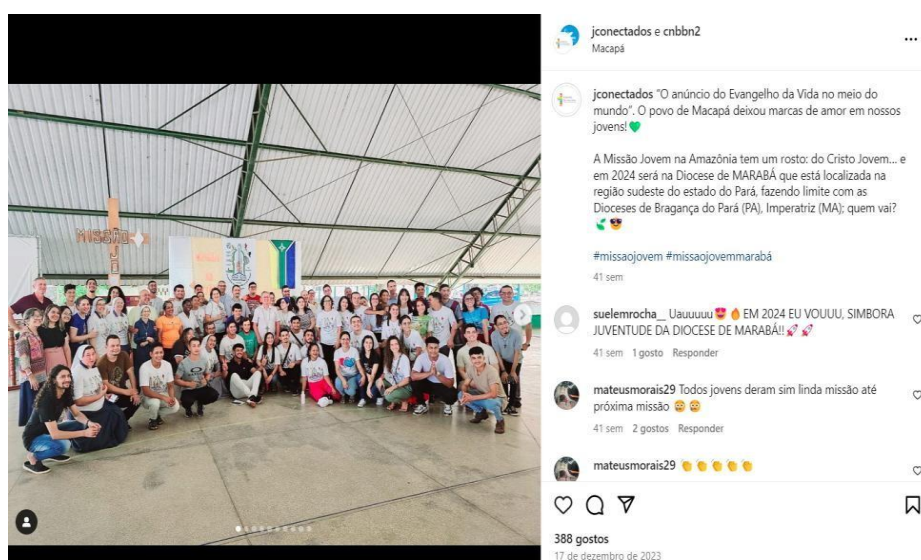 MISSÃO
jconectados e cnbbn2
Macapá
jconectados "O anúncio do Evangelho da Vida no meio do
mundo". O povo de Macapá deixou marcas de amor em nossos
jovens!💚
A Missão Jovem na Amazônia tem um rosto: do Cristo Jovem... e
em 2024 será na Diocese de MARABÁ que está localizada na
região sudeste do estado do Pará, fazendo limite com as
Dioceses de Bragança do Pará (PA), Imperatriz (MA); quem vai?
#missaojovem #missaojovemmarabá
41 sem
suelemrocha__ Uauuuuu😍🔥 EM 2024 EU VOUUU, SIMBORA
JUVENTUDE DA DIOCESE DE MARABÁ!!🚀🚀
41 sem 1 gosto Responder
mateusmorais29 Todos jovens deram sim linda missão até
próxima missão
41 sem 2 gostos Responder
mateusmorais29 👏👏👏👏👏
388 gostos
17 de dezembro de 2023